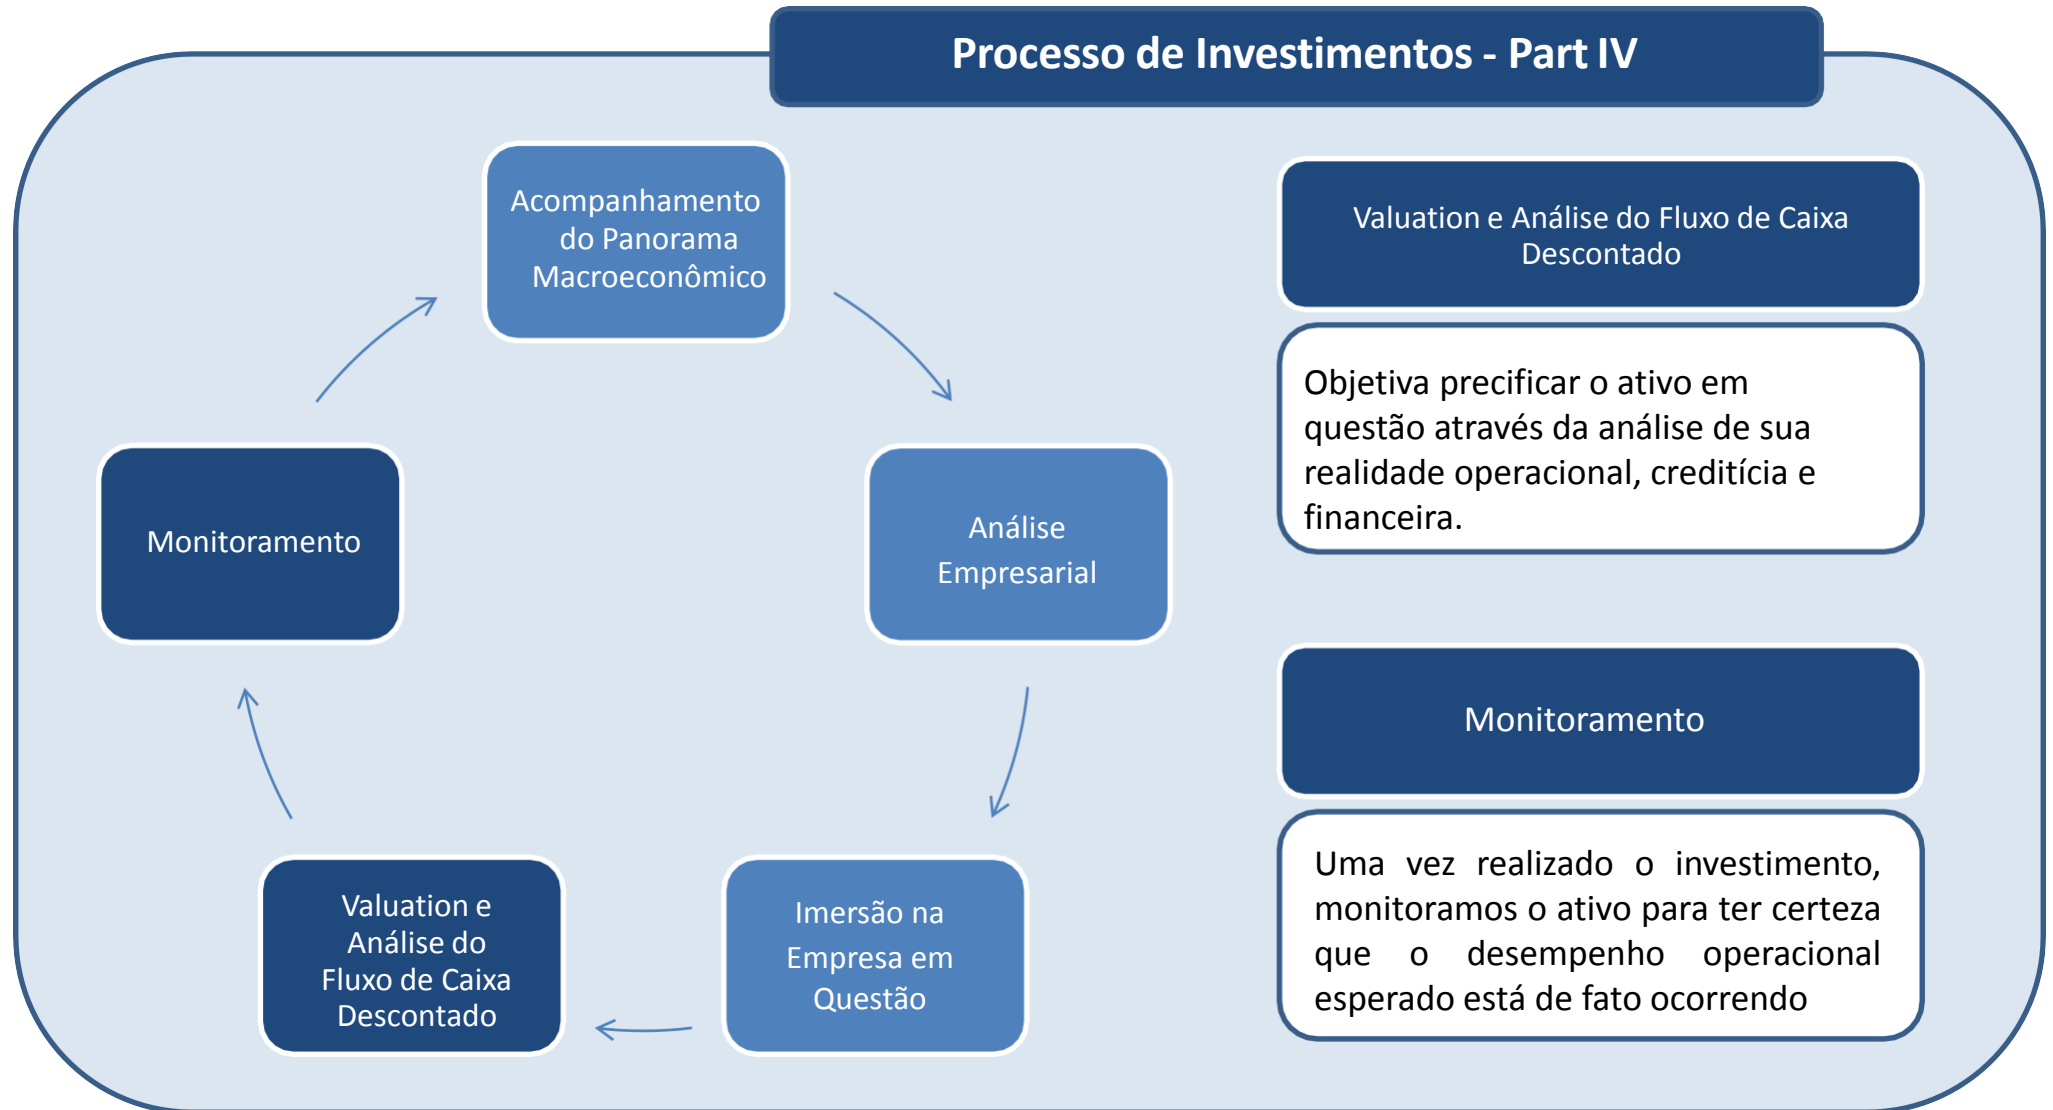 Processo de Investimentos - Part IV
Acompanhamento
do Panorama
Macroeconômico
Análise
Empresarial
Imersão na
Empresa em
Questão
Valuation e
Análise do
Fluxo de Caixa
Descontado
Monitoramento
Valuation e Análise do Fluxo de Caixa
Descontado
Objetiva precificar o ativo em
questão através da análise de sua
realidade operacional, creditícia e
financeira.
Monitoramento
Uma vez realizado o investimento,
monitoramos o ativo para ter certeza
que o desempenho operacional
esperado está de fato ocorrendo